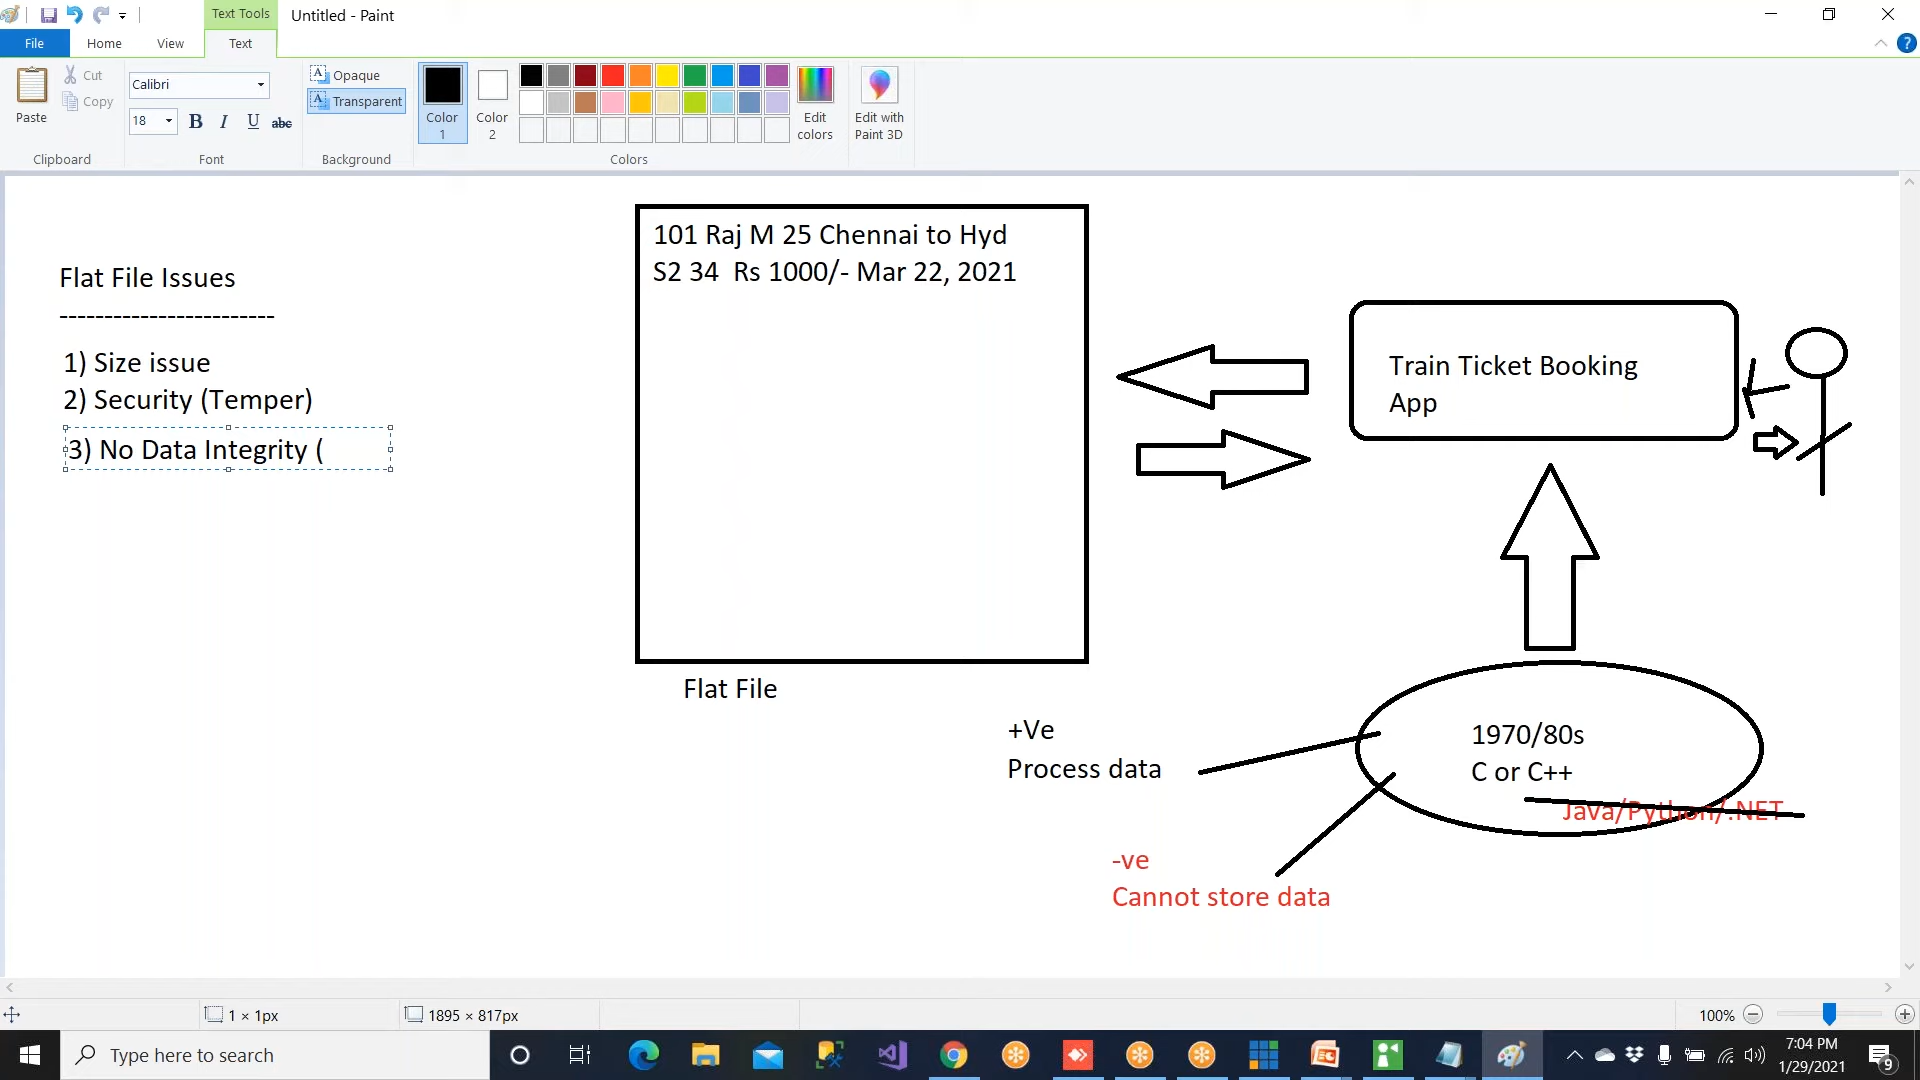 Text Tools
Untitled - Paint
File
Home
View
Text
Paste
Cut
Copy
Clipboard
Calibri
18
B I U abc
Font
Opaque
Transparent
Background
Color
1
Color
2
Edit
colors
Colors
Edit with
Paint 3D
Flat File Issues
------------------------
1) Size issue
2) Security (Temper)
3) No Data Integrity (
101 Raj M 25 Chennai to Hyd
S2 34 Rs 1000/- Mar 22, 2021
Flat File
Train Ticket Booking
App
+Ve
Process data
-ve
Cannot store data
1970/80s
C or C++
Java/Python/.NET
1 × 1px
1895 × 817px
100%
Type here to search
7:04 PM
1/29/2021
9